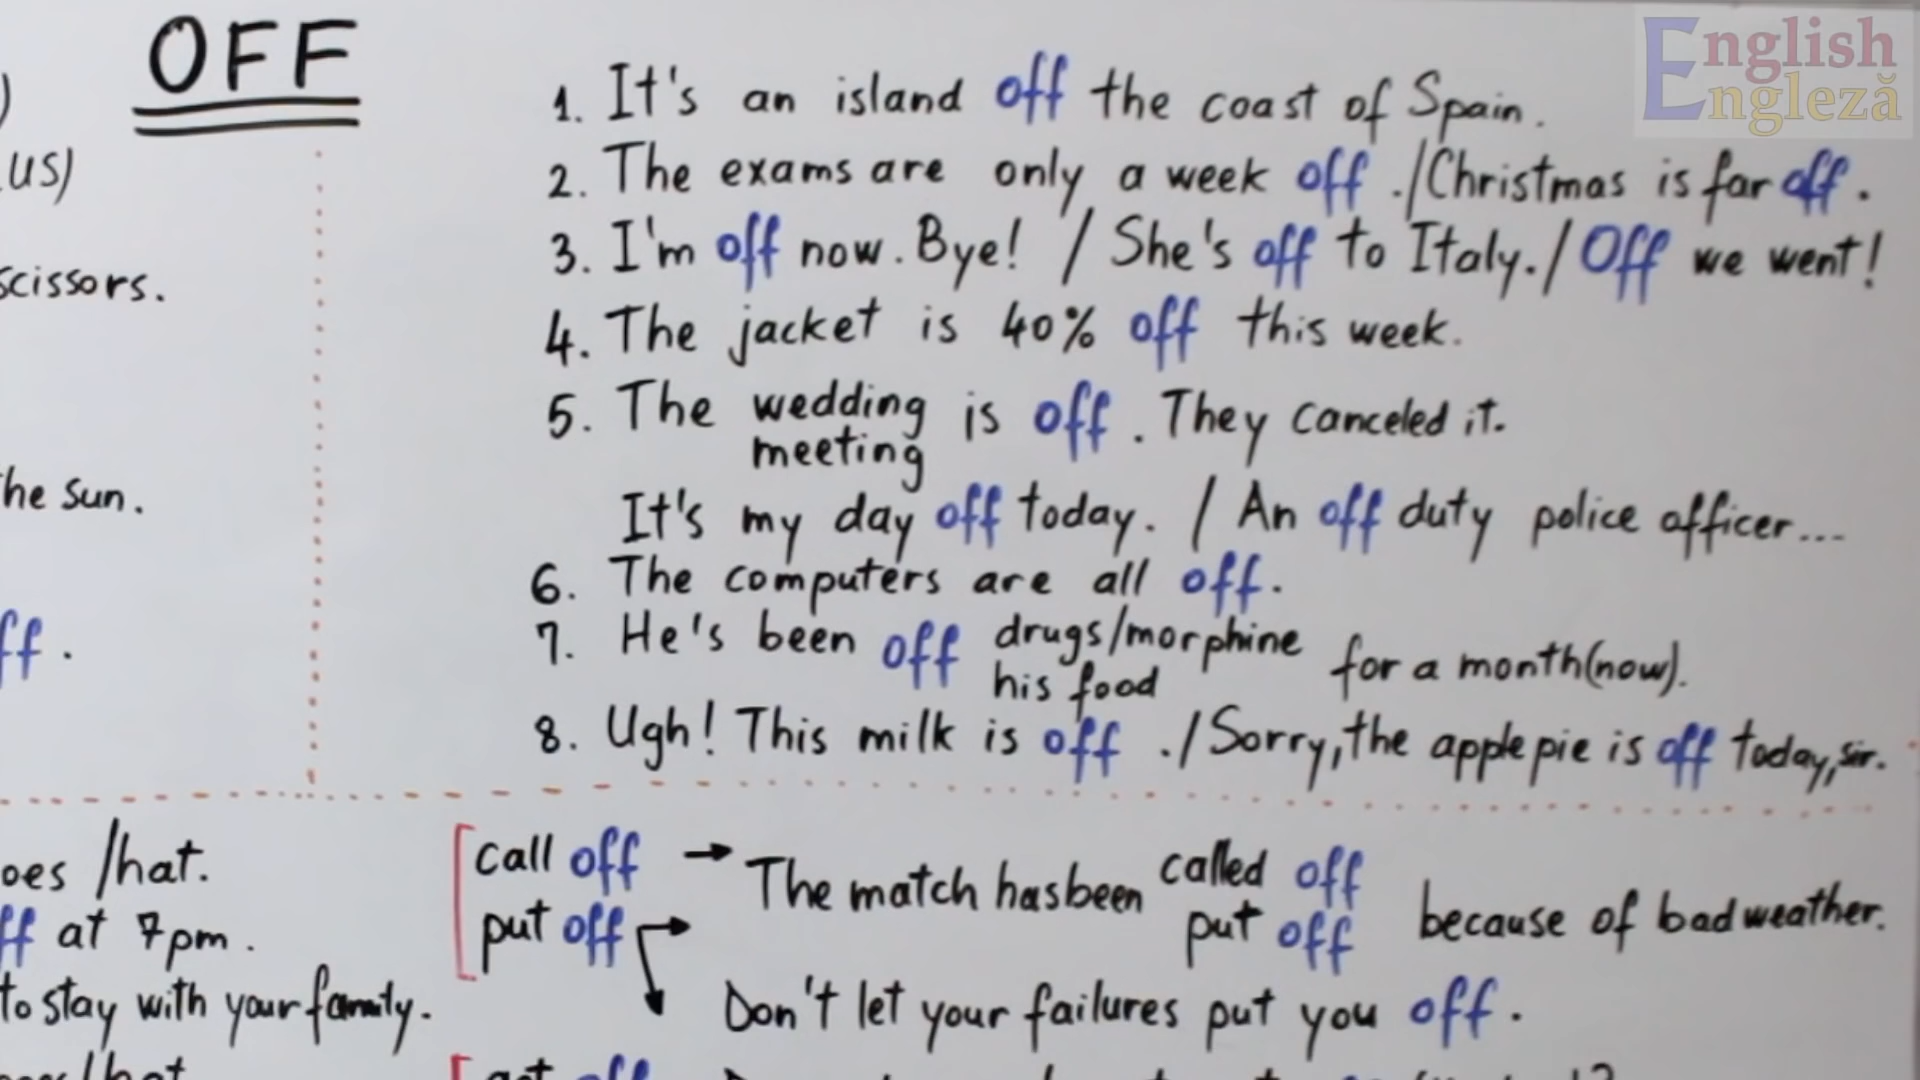 OFF
English
Engleză
)
us)
scissors.
he sun.
ff.
1. It's an island off the coast of Spain.
2. The exams are only a week off./Christmas is far off.
3. I'm off now. Bye! / She's off to Italy./ Off we went!
4. The jacket is 40% off this week.
5. The wedding is off. They canceled it.
meeting
It's my day off today. / An off duty police officer...
6. The computers are all off.
7. He's been off drugs/morphine for a month(now).
his food
8. Ugh! This milk is off./Sorry, the apple pie is off today, sir.
oes /hat.
ff at 7pm.
to stay with your family.
call off → The match has been called off because of bad weather.
put off → put off
Don't let your failures put you off.
off